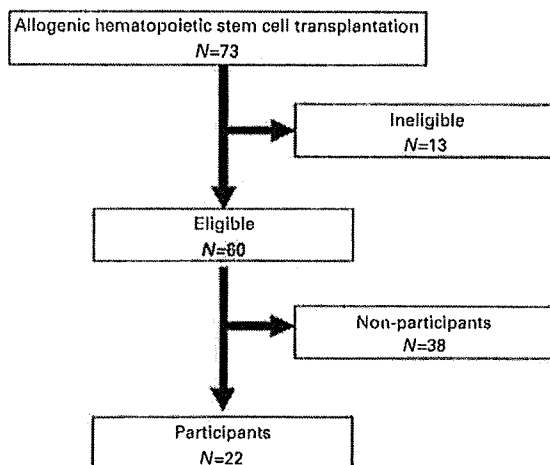 Allogenic hematopoietic stem cell transplantation
N=73
Ineligible
N=13
Eligible
N=60
Non-participants
N=38
Participants
N=22